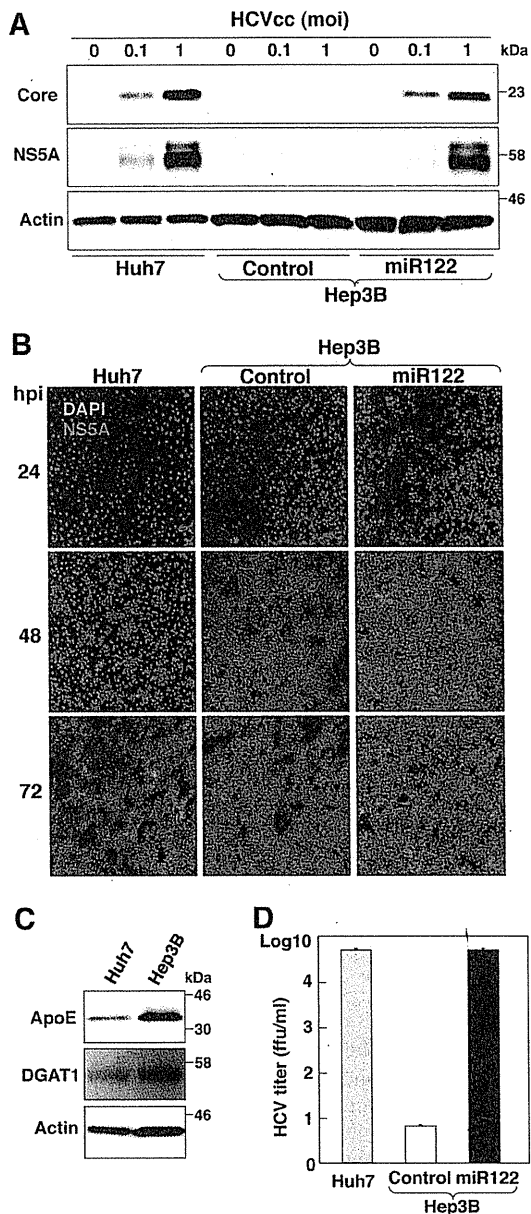 A
HCVcc (moi)
0 0.1 1 0 0.1 1 0 0.1 1 kDa
Core
23
NS5A
58
46
Actin
Huh7 Control miR122
Hep3B
B
Hep3B
hpi Huh7 Control miR122
DAPI
NS5A
24
48
72
C
Huh7 Hep3B
kDa
46
ApoE
30
58
DGAT1
46
Actin
D
Log10
4
3
2
1
0
HCV titer (ffu/ml)
Huh7 Control miR122
Hep3B